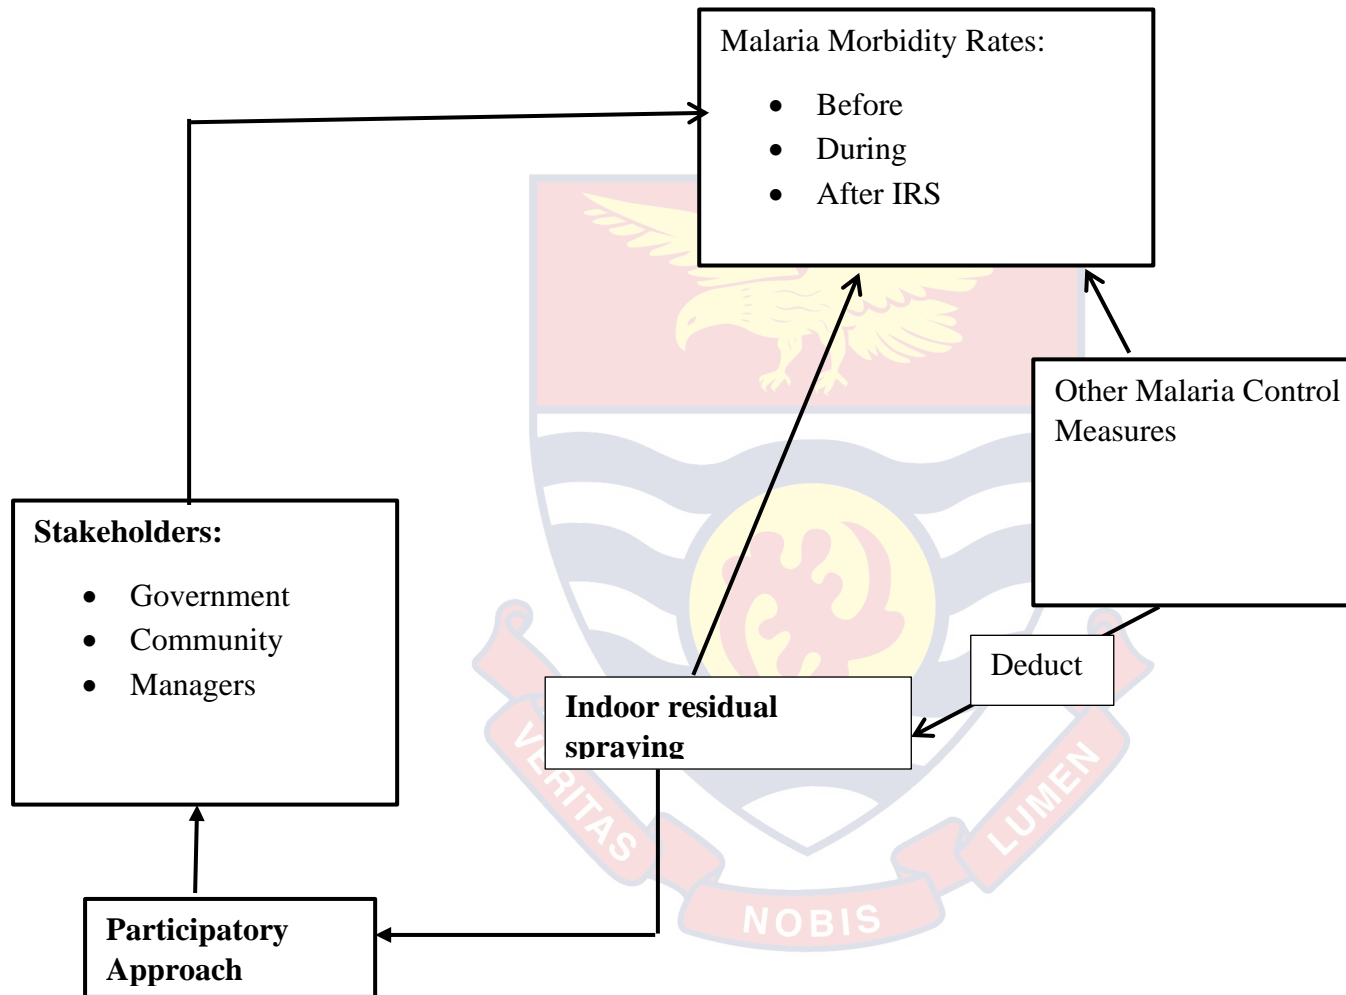 Malaria Morbidity Rates:
• Before
• During
• After IRS
Other Malaria Control
Measures
Stakeholders:
• Government
• Community
• Managers
Deduct
Indoor residual
spraying
Participatory
Approach
VERITAS
NOBIS
LUMEN